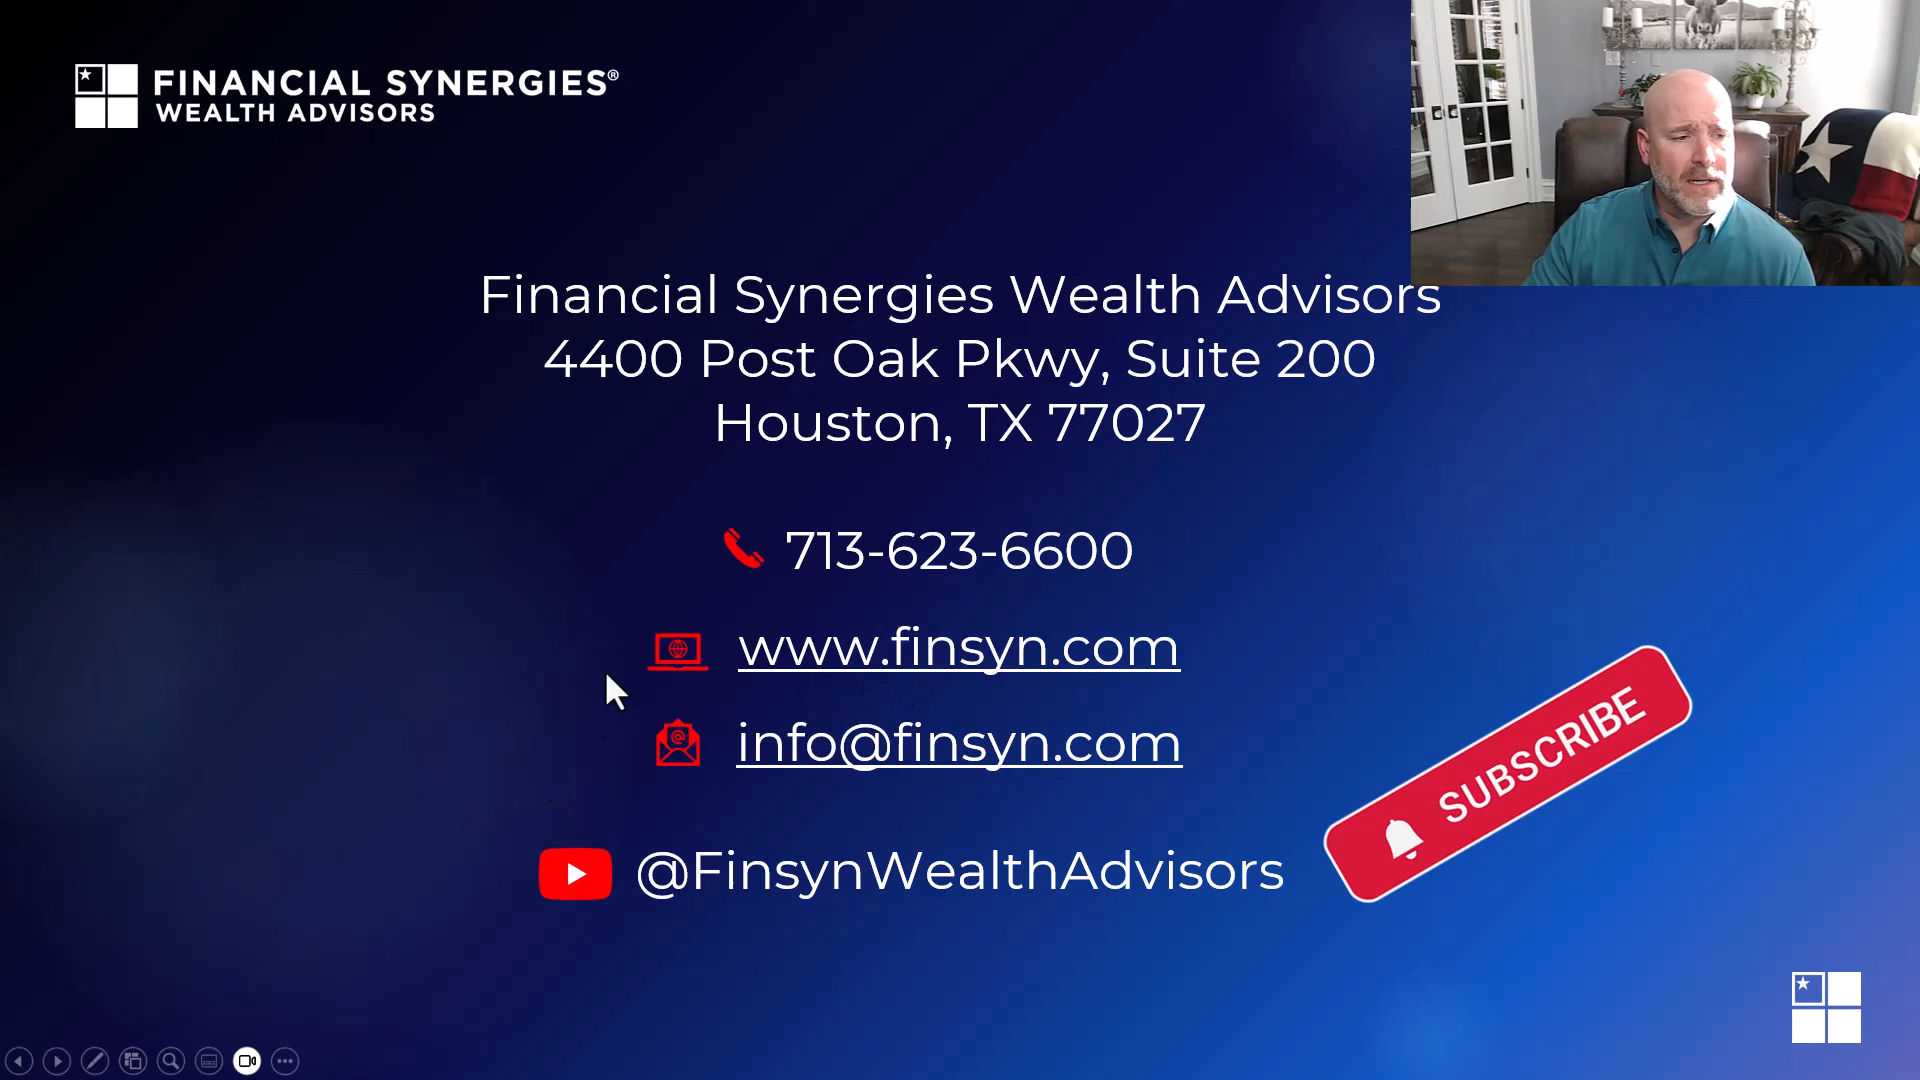 FINANCIAL SYNERGIES®
WEALTH ADVISORS
Financial Synergies Wealth Advisors
4400 Post Oak Pkwy, Suite 200
Houston, TX 77027
713-623-6600
www.finsyn.com
info@finsyn.com
@FinsynWealthAdvisors
SUBSCRIBE